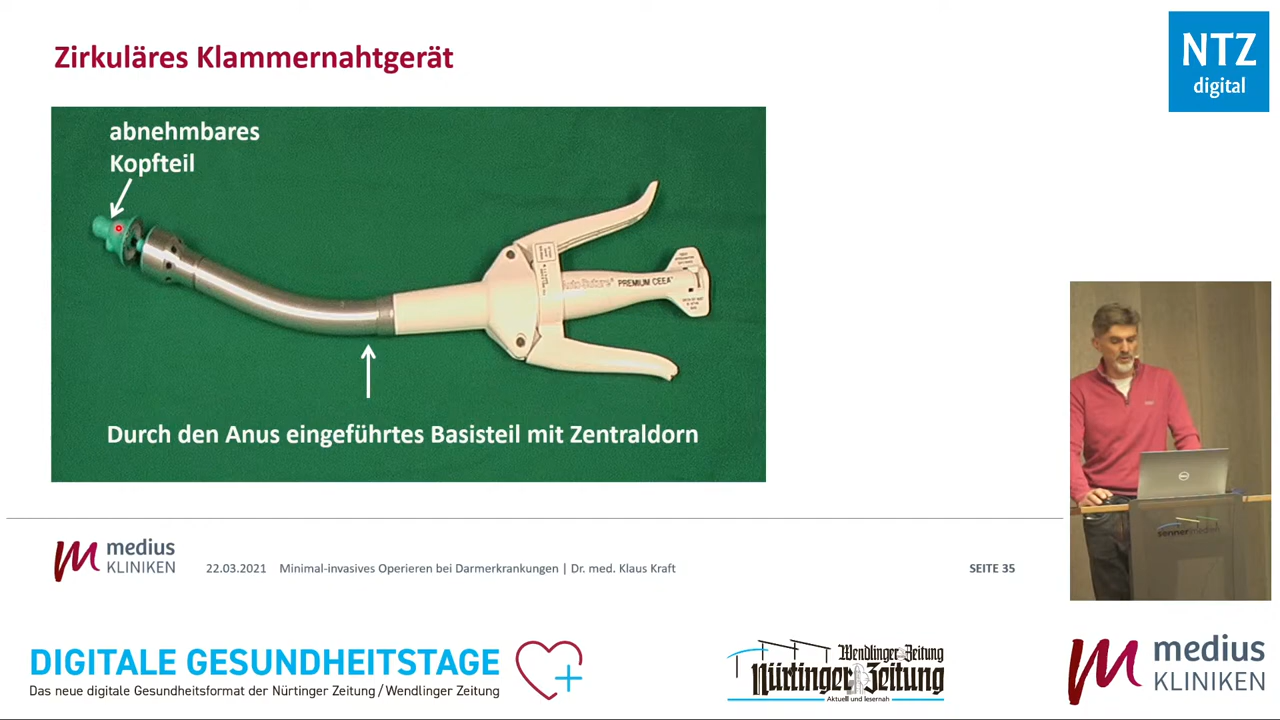 Zirkuläres Klammernahtgerät
NTZ
digital
abnehmbares
Kopfteil
PREMIUM CEEA
Durch den Anus eingeführtes Basisteil mit Zentraldorn
medius
KLINIKEN
22.03.2021 Minimal-invasives Operieren bei Darmerkrankungen | Dr. med. Klaus Kraft
SEITE 35
DELL
DIGITALE GESUNDHEITSTAGE
Das neue digitale Gesundheitsformat der Nürtinger Zeitung / Wendlinger Zeitung
Wendlinger Zeitung
Nürtinger Zeitung
Aktuell und lesernah
medius
KLINIKEN